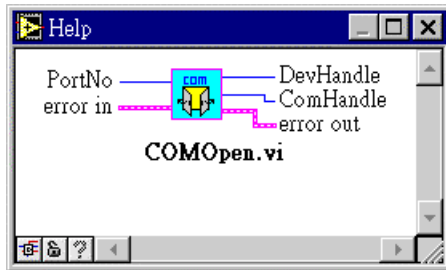 Help
PortNo
DevHandle
com
ComHandle
error in
error out
COMOpen.vi
?